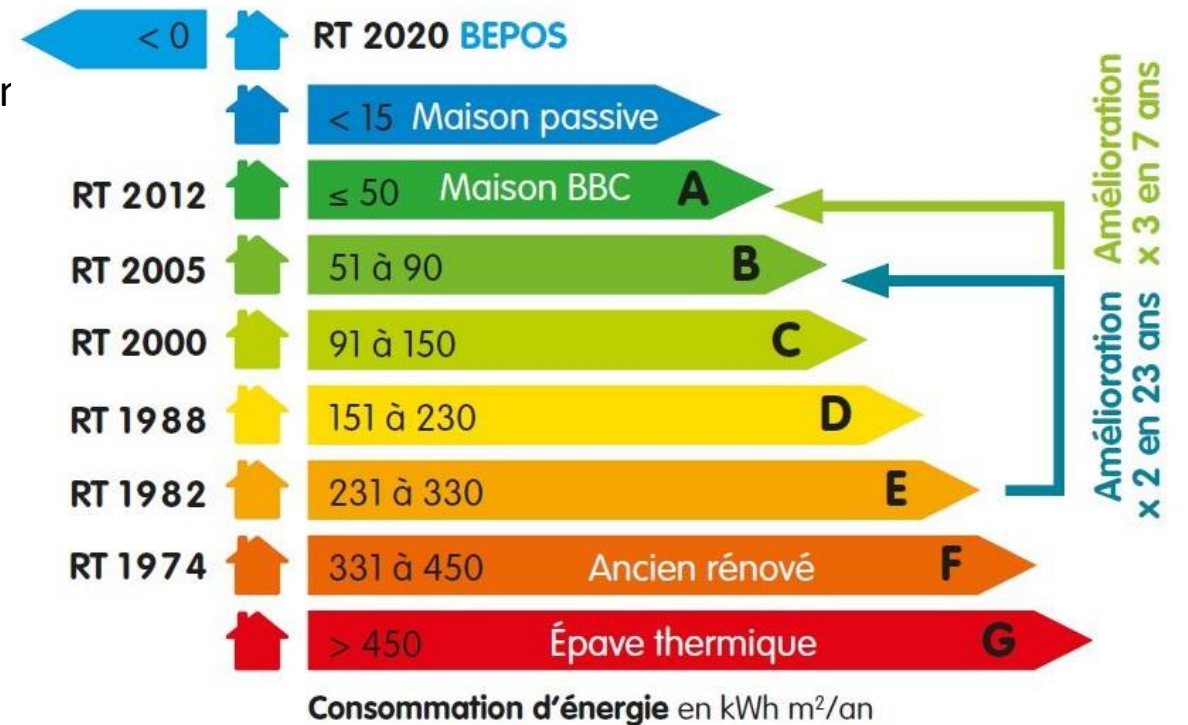 < 0 RT 2020 BEPOS
r
< 15 Maison passive
RT 2012 ≤ 50 Maison BBC A
RT 2005 51 à 90 B
RT 2000 91 à 150 C
RT 1988 151 à 230 D
RT 1982 231 à 330 E
RT 1974 331 à 450 Ancien rénové F
> 450 Épave thermique G
Consommation d'énergie en kWh m²/an
Amélioration
x 3 en 7 ans
Amélioration
x 2 en 23 ans